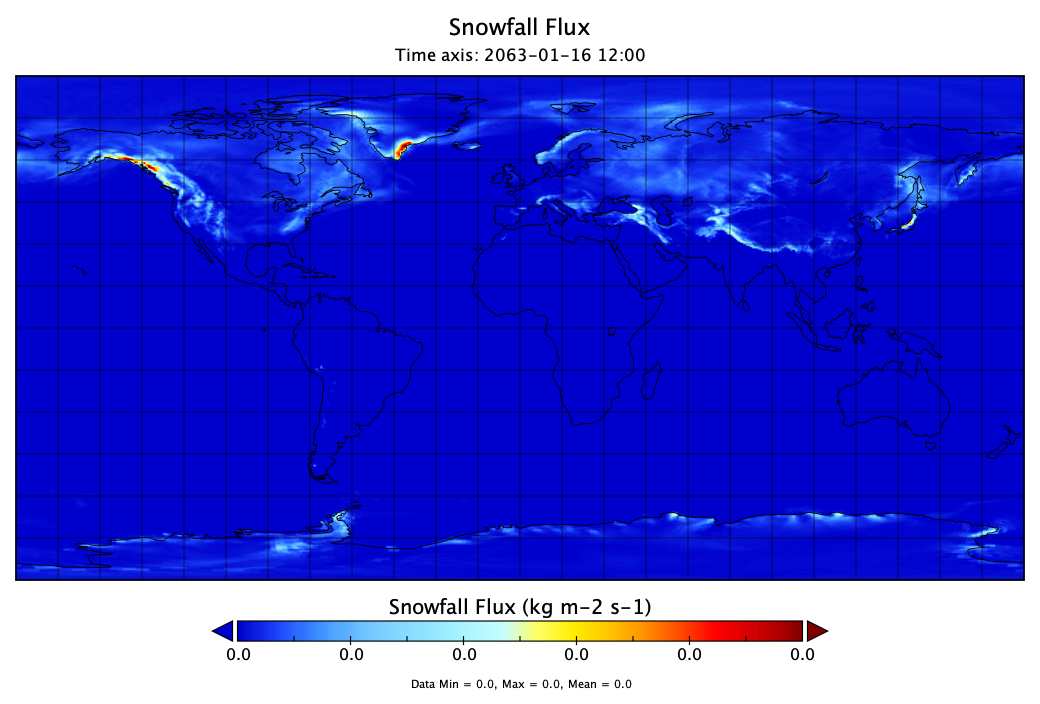 Snowfall Flux
Time axis: 2063-01-16 12:00
Snowfall Flux (kg m-2 s-1)
0.0 0.0 0.0 0.0 0.0 0.0
Data Min = 0.0, Max = 0.0, Mean = 0.0